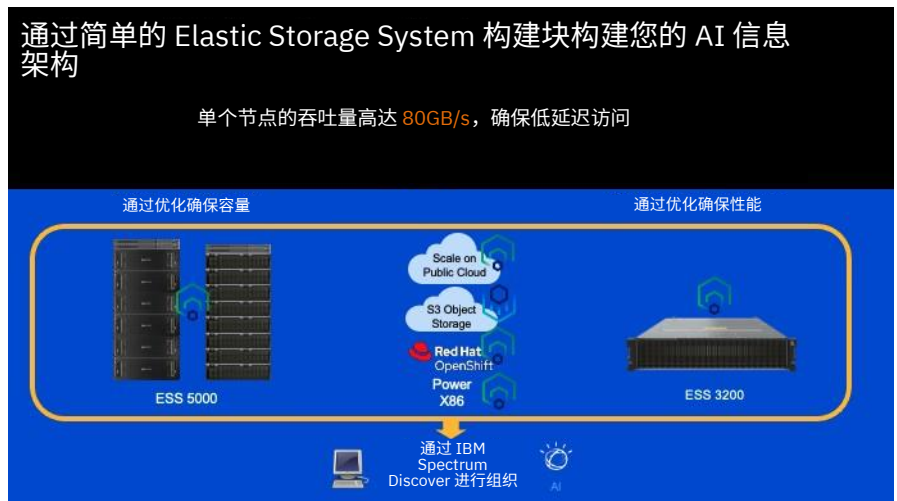 通过简单的 Elastic Storage System 构建块构建您的 AI 信息
架构
单个节点的吞吐量高达 80GB/s，确保低延迟访问
通过优化确保容量
通过优化确保性能
Scale on
Public Cloud
S3 Object
Storage
Red Hat
OpenShift
Power
X86
ESS 5000
ESS 3200
通过 IBM
Spectrum
Discover 进行组织
AI